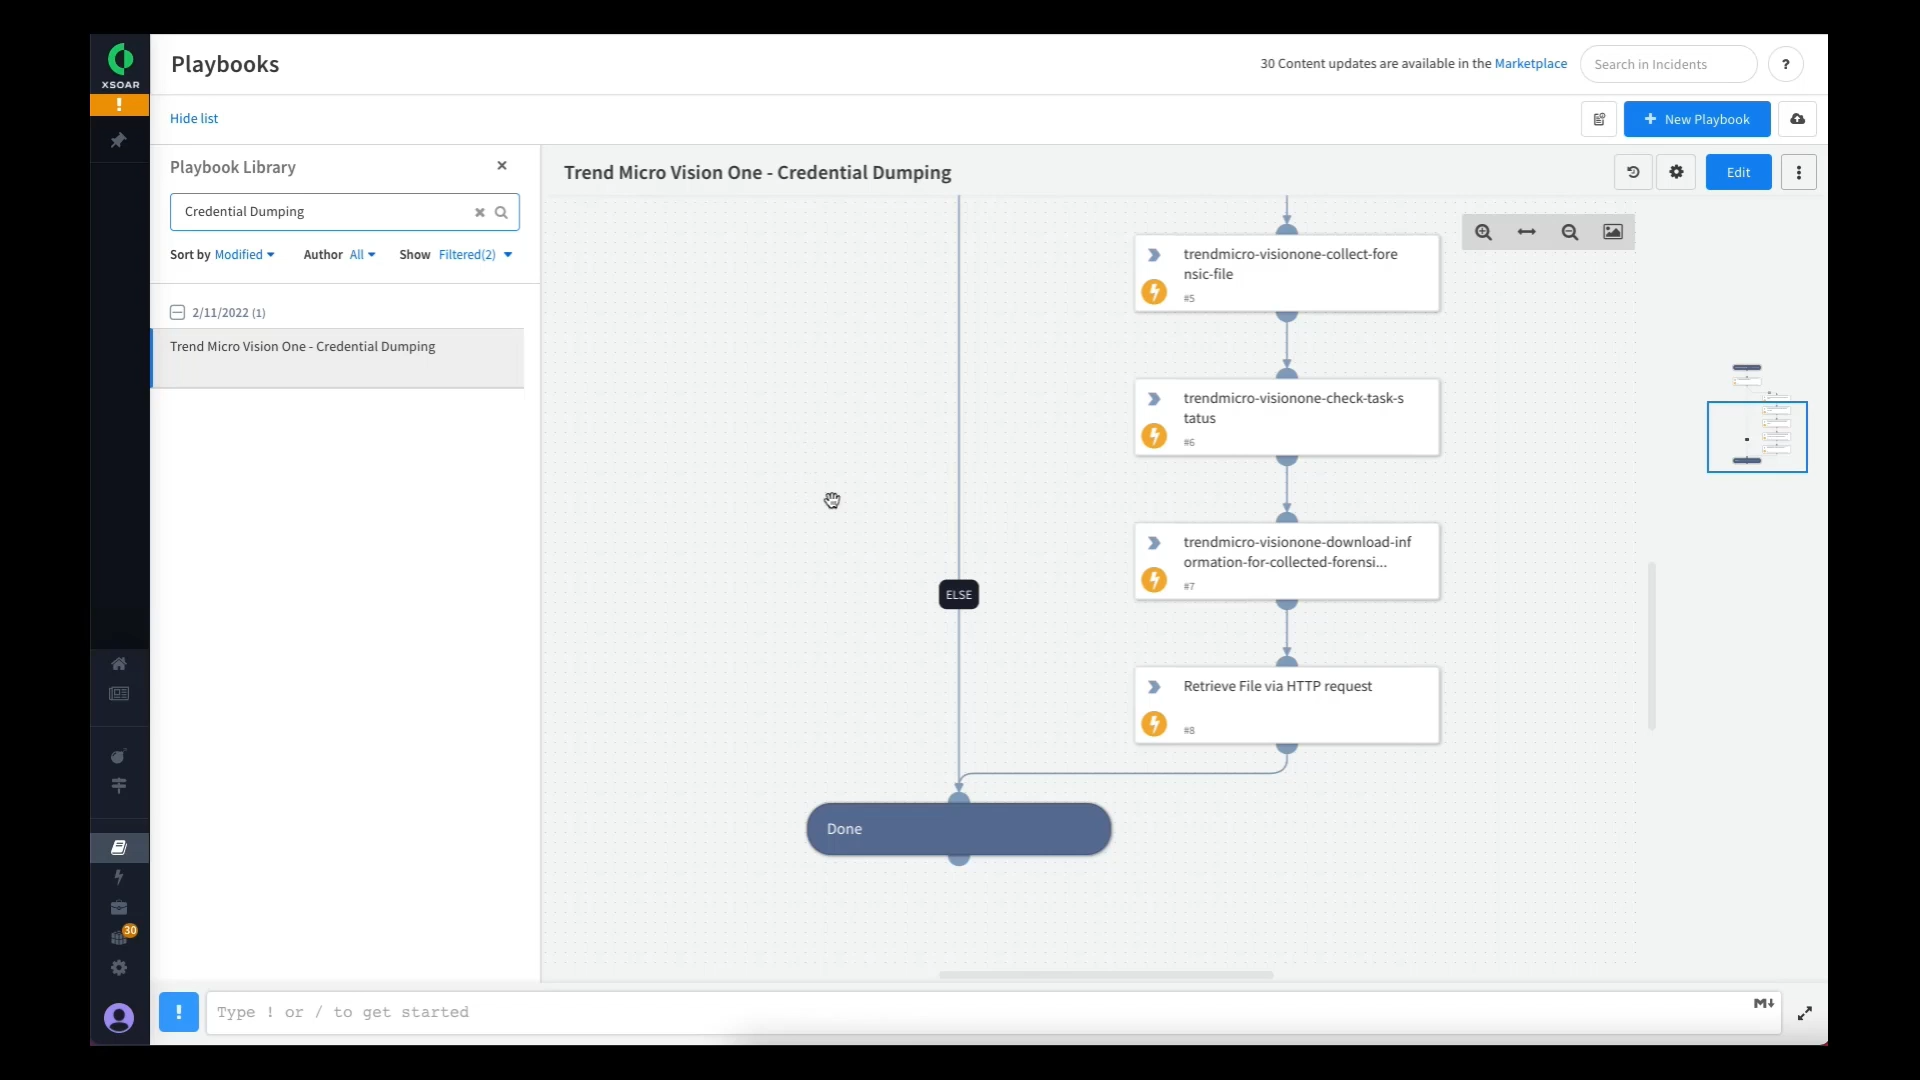 XSOAR
Playbooks
30 Content updates are available in the Marketplace
Search in Incidents
?
!
Hide list
+ New Playbook
Playbook Library
Trend Micro Vision One - Credential Dumping
Edit
Credential Dumping
Sort by Modified
Author All
Show Filtered(2)
2/11/2022 (1)
Trend Micro Vision One - Credential Dumping
trendmicro-visionone-collect-fore
nsic-file
#5
trendmicro-visionone-check-task-s
tatus
#6
trendmicro-visionone-download-inf
ormation-for-collected-forensi...
#7
ELSE
Retrieve File via HTTP request
#8
Done
30
!
Type ! or / to get started
M